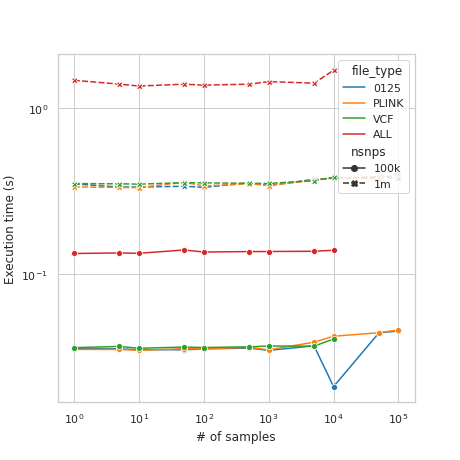 file_type
0125
PLINK
VCF
ALL
nsnps
100k
1m
10⁰
10⁻¹
Execution time (s)
10⁰ 10¹ 10² 10³ 10⁴ 10⁵
# of samples